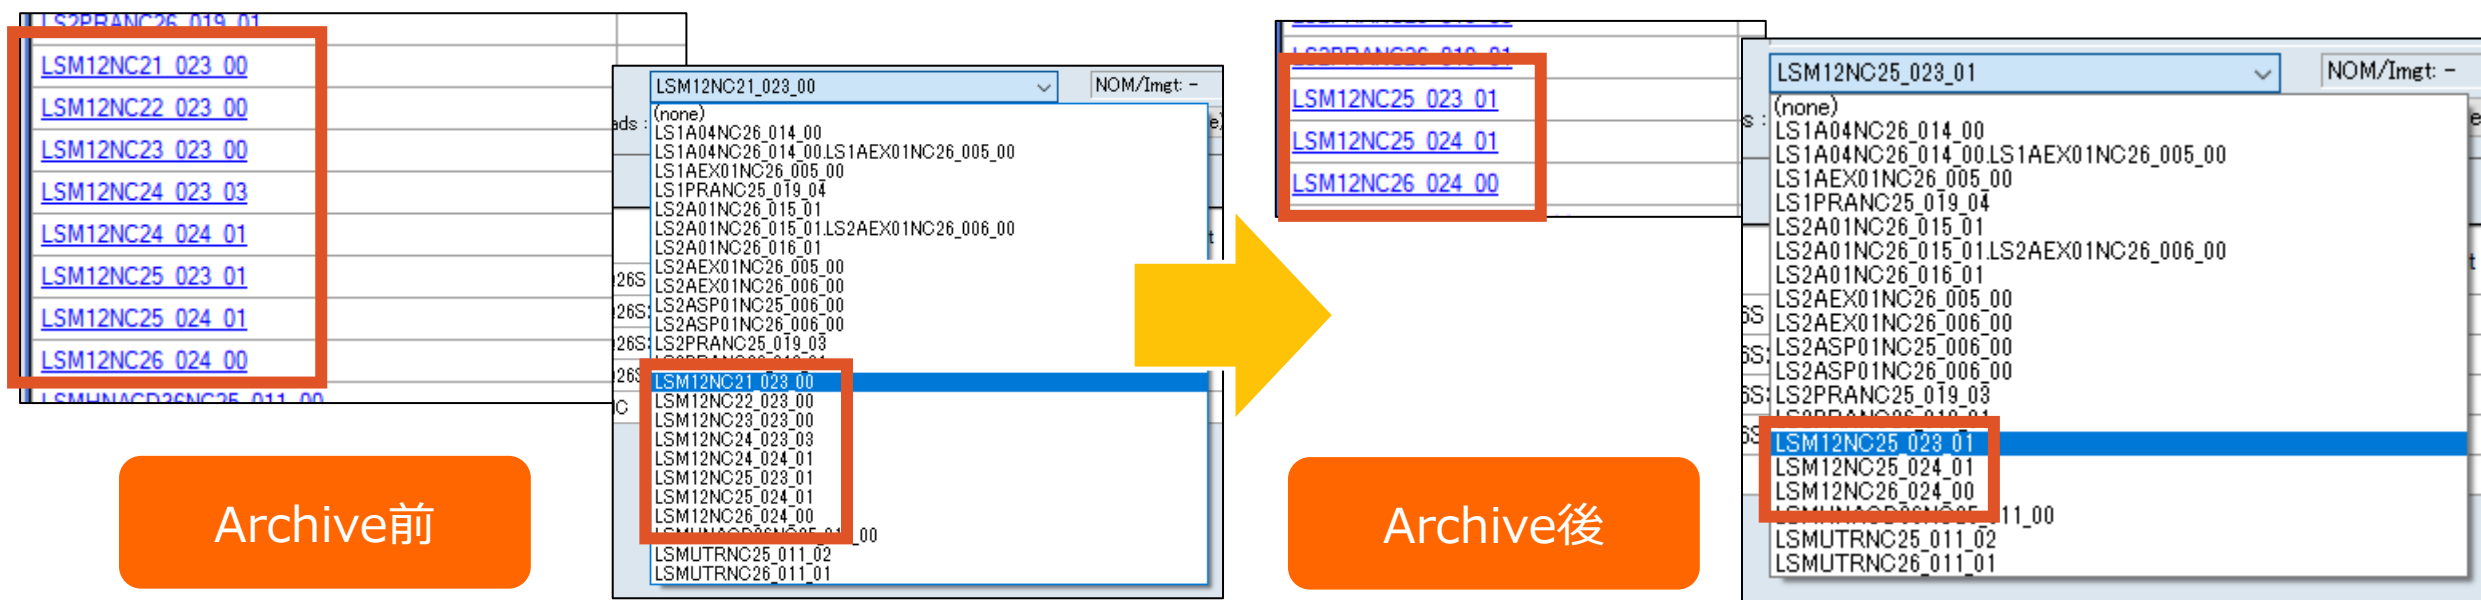 LS2PRANC26_019_01
LSM12NC21_023_00
LSM12NC22_023_00
LSM12NC23_023_00
LSM12NC24_023_03
LSM12NC24_024_01
LSM12NC25_023_01
LSM12NC25_024_01
LSM12NC26_024_00
Archive前
LSM12NC21_023_00
NOM/Imgt: -
(none)
LS1A04NC26_014_00
LS1A04NC26_014_00.LS1AEX01NC26_005_00
LS1AEX01NC26_005_00
LS1PRANC25_019_04
LS2A01NC26_015_01
LS2A01NC26_015_01.LS2AEX01NC26_006_00
LS2A01NC26_016_01
LS2AEX01NC26_005_00
LS2AEX01NC26_006_00
LS2ASP01NC25_006_00
LS2ASP01NC26_006_00
LS2PRANC25_019_03
LSM12NC21_023_00
LSM12NC22_023_00
LSM12NC23_023_00
LSM12NC24_023_03
LSM12NC24_024_01
LSM12NC25_023_01
LSM12NC25_024_01
LSM12NC26_024_00
LSMUTRNC25_011_02
LSMUTRNC26_011_01
LS2PRANC26_019_01
LSM12NC25_023_01
LSM12NC25_024_01
LSM12NC26_024_00
Archive後
LSM12NC25_023_01
NOM/Imgt: -
(none)
LS1A04NC26_014_00
LS1A04NC26_014_00.LS1AEX01NC26_005_00
LS1AEX01NC26_005_00
LS1PRANC25_019_04
LS2A01NC26_015_01
LS2A01NC26_015_01.LS2AEX01NC26_006_00
LS2A01NC26_016_01
LS2AEX01NC26_005_00
LS2AEX01NC26_006_00
LS2ASP01NC25_006_00
LS2ASP01NC26_006_00
LS2PRANC25_019_03
LSM12NC25_023_01
LSM12NC25_024_01
LSM12NC26_024_00
LSMUTRNC25_011_02
LSMUTRNC26_011_01